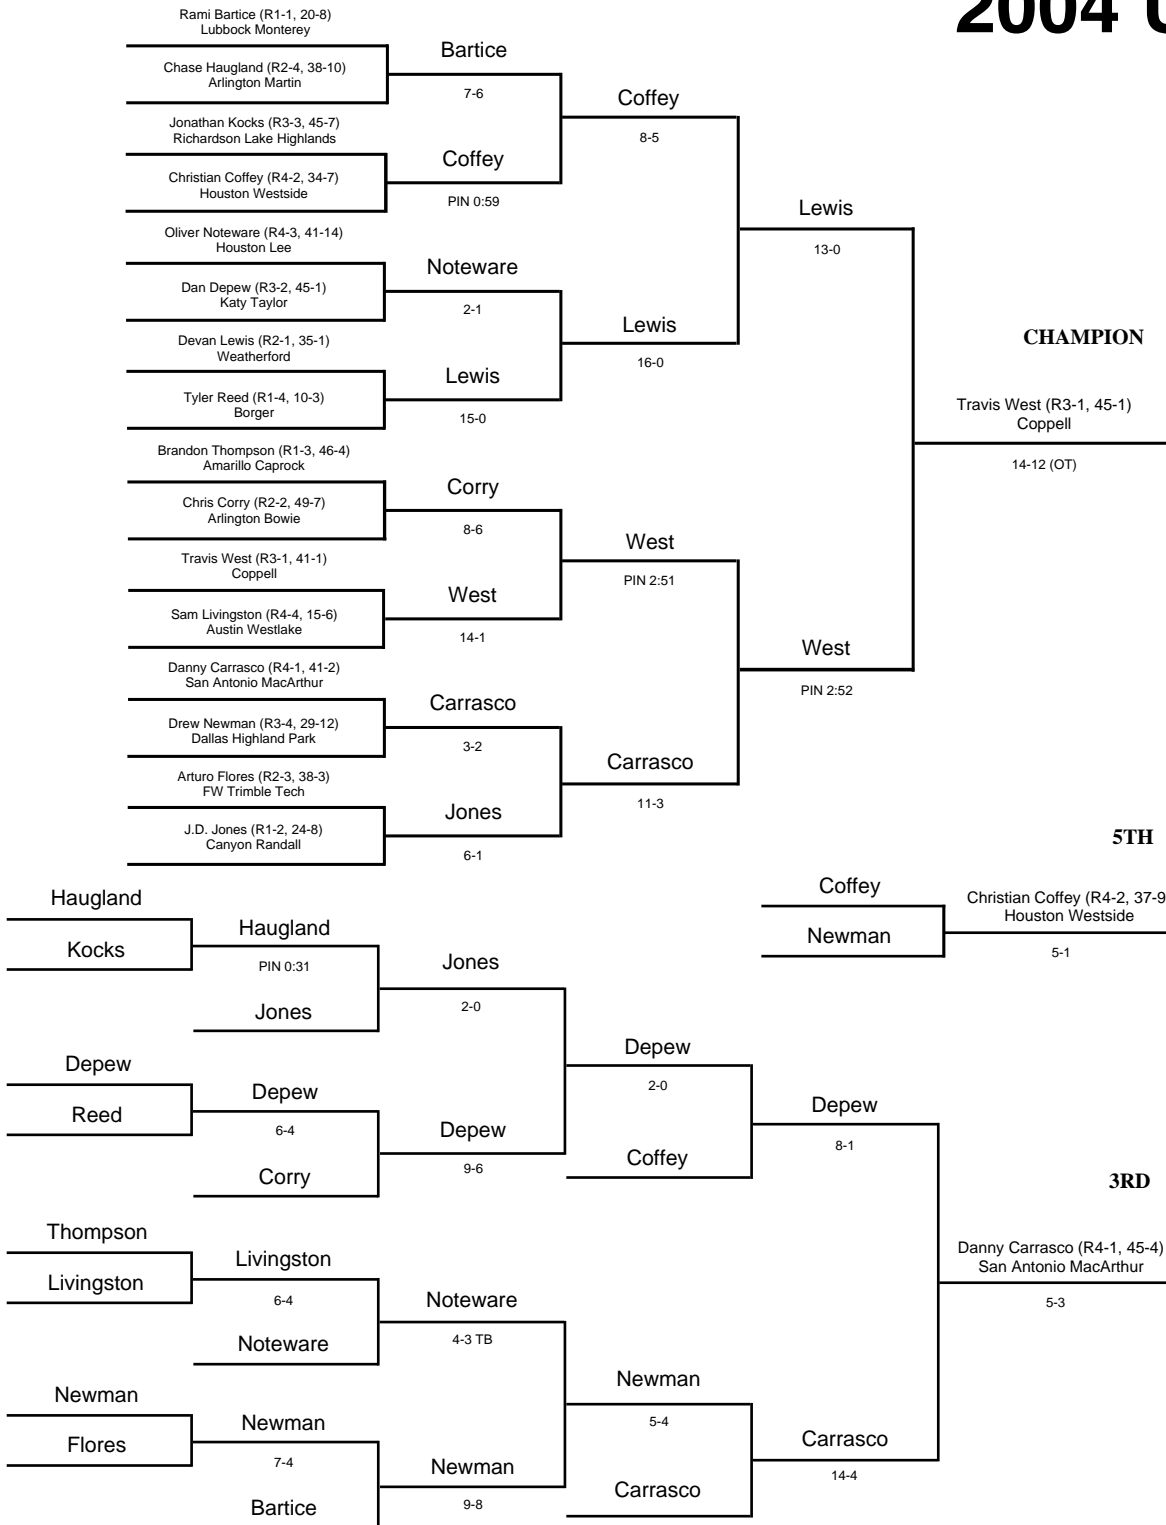 2004 U
Rami Bartice (R1-1, 20-8)
Lubbock Monterey
Chase Haugland (R2-4, 38-10)
Arlington Martin
Jonathan Kocks (R3-3, 45-7)
Richardson Lake Highlands
Christian Coffey (R4-2, 34-7)
Houston Westside
Oliver Noteware (R4-3, 41-14)
Houston Lee
Dan Depew (R3-2, 45-1)
Katy Taylor
Devan Lewis (R2-1, 35-1)
Weatherford
Tyler Reed (R1-4, 10-3)
Borger
Brandon Thompson (R1-3, 46-4)
Amarillo Caprock
Chris Corry (R2-2, 49-7)
Arlington Bowie
Travis West (R3-1, 41-1)
Coppell
Sam Livingston (R4-4, 15-6)
Austin Westlake
Danny Carrasco (R4-1, 41-2)
San Antonio MacArthur
Drew Newman (R3-4, 29-12)
Dallas Highland Park
Arturo Flores (R2-3, 38-3)
FW Trimble Tech
J.D. Jones (R1-2, 24-8)
Canyon Randall
Bartice
7-6
Coffey
PIN 0:59
Noteware
2-1
Lewis
15-0
Corry
8-6
West
14-1
Carrasco
3-2
Jones
6-1
Coffey
8-5
Lewis
16-0
West
PIN 2:51
Carrasco
11-3
Lewis
13-0
West
PIN 2:52
CHAMPION
Travis West (R3-1, 45-1)
Coppell
14-12 (OT)
5TH
Coffey
Newman
Christian Coffey (R4-2, 37-9
Houston Westside
5-1
Haugland
Kocks
Depew
Reed
Thompson
Livingston
Newman
Flores
Haugland
PIN 0:31
Jones
Depew
6-4
Corry
Livingston
6-4
Noteware
Newman
7-4
Bartice
Jones
2-0
Depew
9-6
Noteware
4-3 TB
Newman
9-8
Depew
2-0
Coffey
Newman
5-4
Carrasco
Depew
8-1
Carrasco
14-4
3RD
Danny Carrasco (R4-1, 45-4)
San Antonio MacArthur
5-3